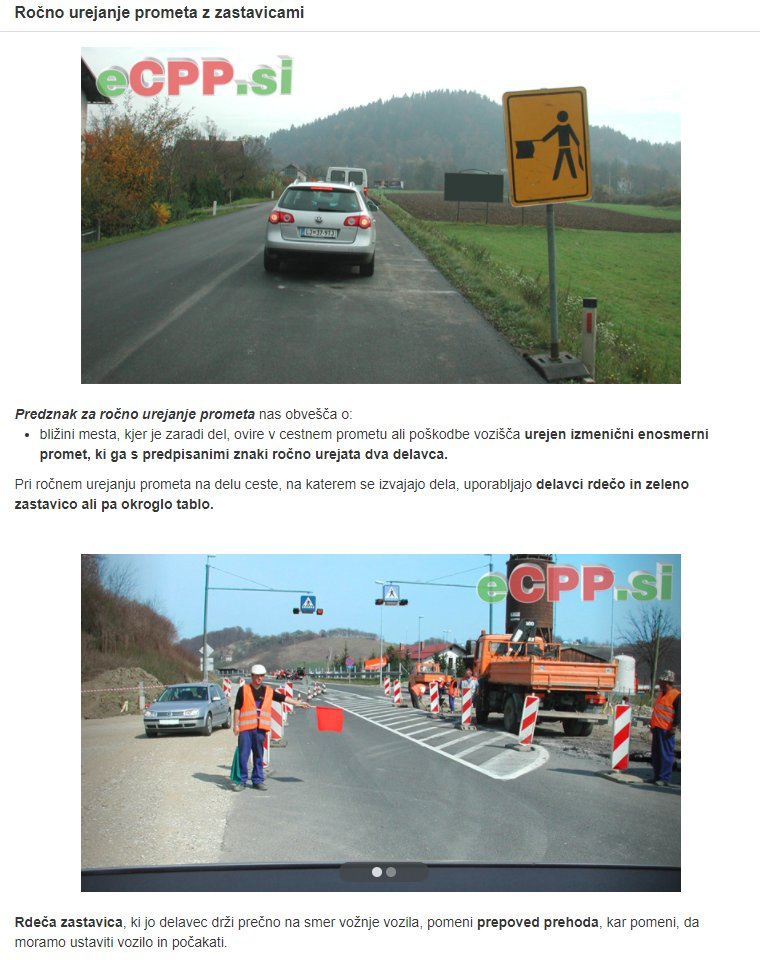 Ročno urejanje prometa z zastavicami
eCPP.si
Predznak za ročno urejanje prometa nas obvešča o:
• bližini mesta, kjer je zaradi del, ovire v cestnem prometu ali poškodbe vozišča urejen izmenični enosmerni
promet, ki ga s predpisanimi znaki ročno urejata dva delavca.
Pri ročnem urejanju prometa na delu ceste, na katerem se izvajajo dela, uporabljajo delavci rdečo in zeleno
zastavico ali pa okroglo tablo.
eCPP.si
Rdeča zastavica, ki jo delavec drži prečno na smer vožnje vozila, pomeni prepoved prehoda, kar pomeni, da
moramo ustaviti vozilo in počakati.